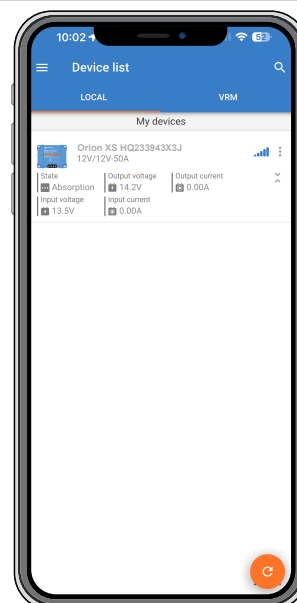 10:02
62
Device list
LOCAL VRM
My devices
Orion XS HQ233943X3J
12V/12V-50A
State Output voltage Output current
Absorption 14.2V 0.00A
Input voltage Input current
13.5V 0.00A